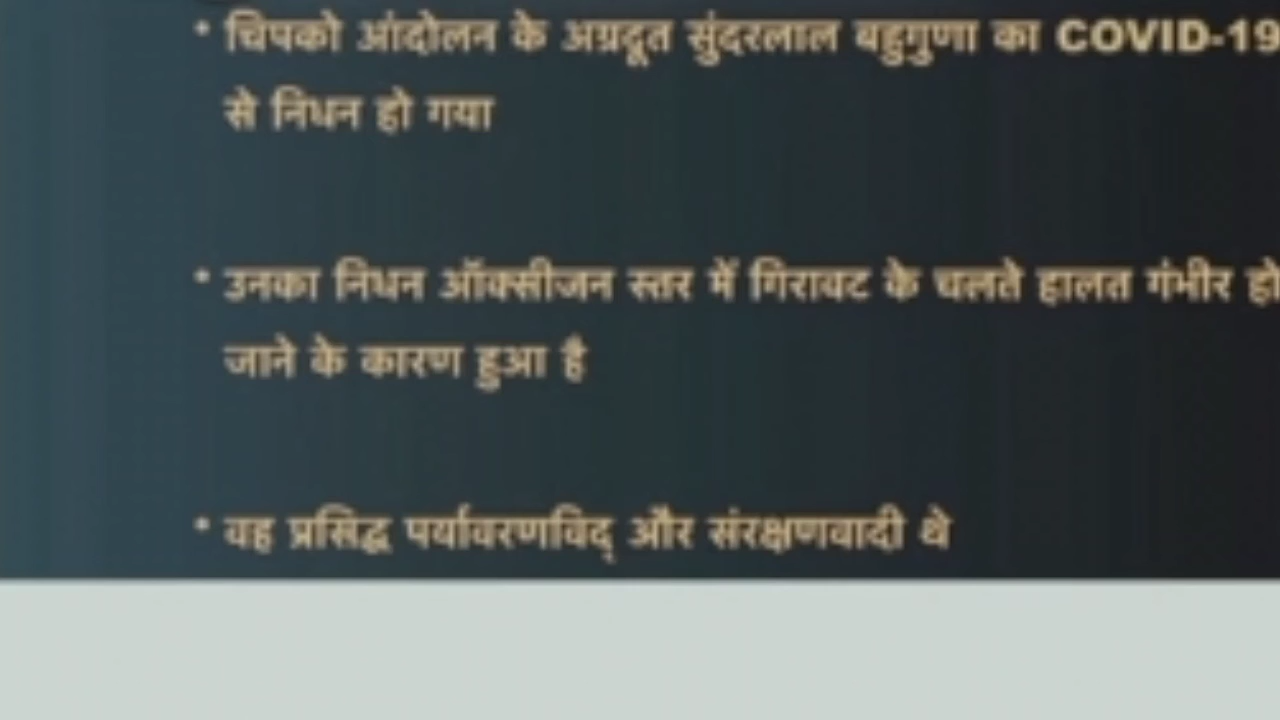 • चिपको आंदोलन के अग्रदूत सुंदरलाल बहुगुणा का COVID-19
से निधन हो गया
• उनका निधन ऑक्सीजन स्तर में गिरावट के चलते हालत गंभीर हो
जाने के कारण हुआ है
• वह प्रसिद्ध पर्यावरणविद् और संरक्षणवादी थे